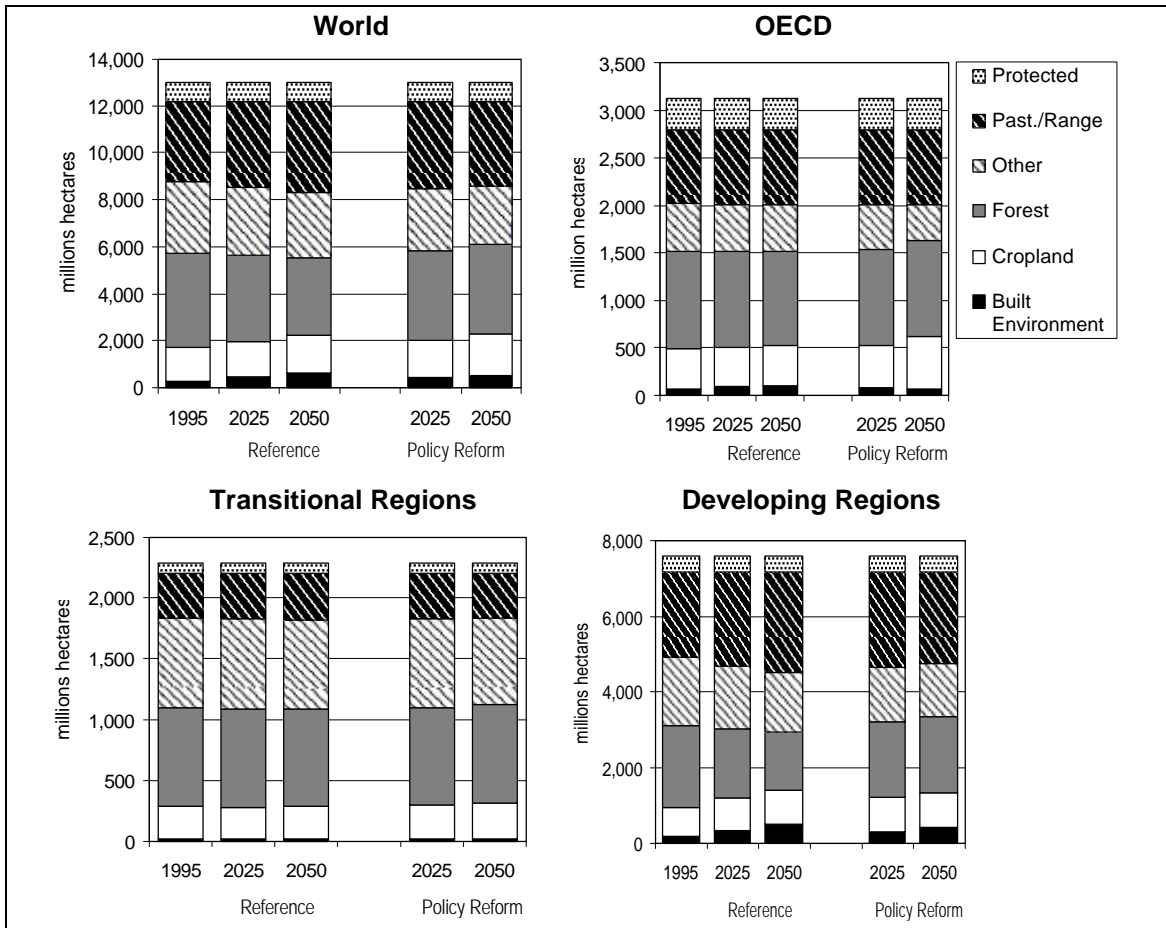 World
14,000
12,000
10,000
8,000
6,000
4,000
2,000
0
millions hectares
1995 2025 2050 2025 2050
Reference Policy Reform
OECD
3,500
3,000
2,500
2,000
1,500
1,000
500
0
million hectares
1995 2025 2050 2025 2050
Reference Policy Reform
Protected
Past./Range
Other
Forest
Cropland
Built
Environment
Transitional Regions
2,500
2,000
1,500
1,000
500
0
millions hectares
1995 2025 2050 2025 2050
Reference Policy Reform
Developing Regions
8,000
6,000
4,000
2,000
0
millions hectares
1995 2025 2050 2025 2050
Reference Policy Reform